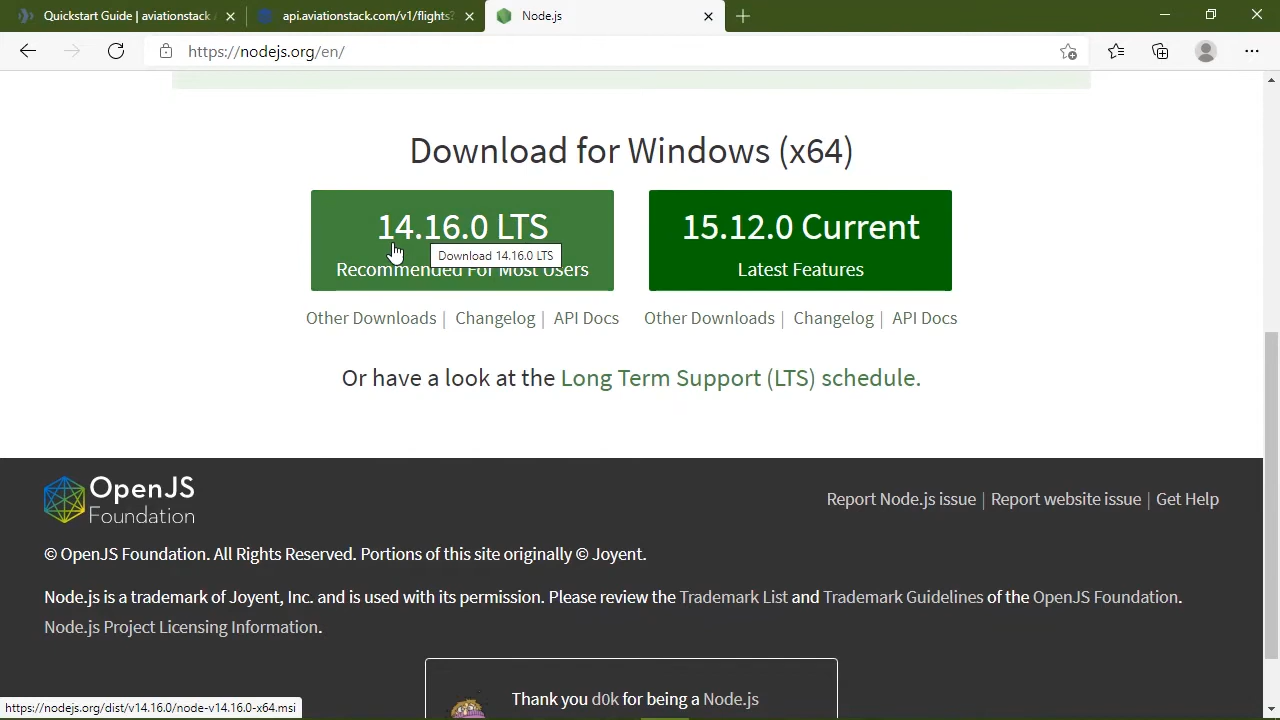 Quickstart Guide | aviationstack
api.aviationstack.com/v1/flights?
Node.js
https://nodejs.org/en/
Download for Windows (x64)
14.16.0 LTS
Recommended For Most Users
Download 14.16.0 LTS
15.12.0 Current
Latest Features
Other Downloads | Changelog | API Docs
Other Downloads | Changelog | API Docs
Or have a look at the Long Term Support (LTS) schedule.
OpenJS
Foundation
Report Node.js issue | Report website issue | Get Help
© OpenJS Foundation. All Rights Reserved. Portions of this site originally © Joyent.
Node.js is a trademark of Joyent, Inc. and is used with its permission. Please review the Trademark List and Trademark Guidelines of the OpenJS Foundation.
Node.js Project Licensing Information.
Thank you d0k for being a Node.js
https://nodejs.org/dist/v14.16.0/node-v14.16.0-x64.msi